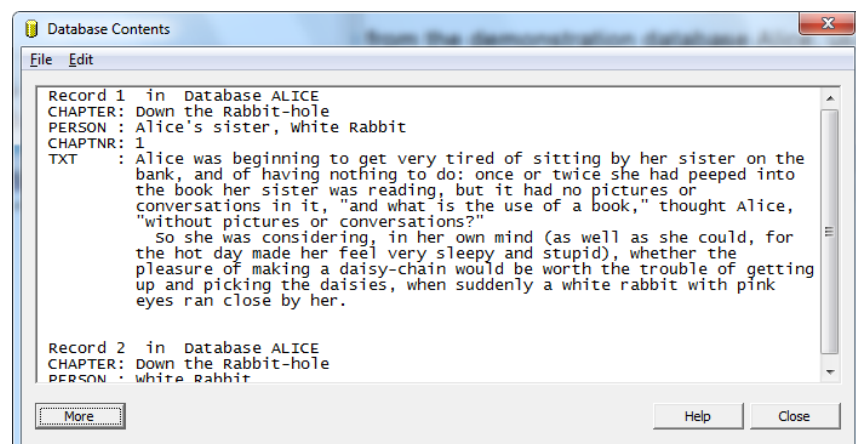 from the demonstration database Alice
Database Contents
File Edit
Record 1 in Database ALICE
CHAPTER: Down the Rabbit-hole
PERSON : Alice's sister, White Rabbit
CHAPTNR: 1
TXT : Alice was beginning to get very tired of sitting by her sister on the
bank, and of having nothing to do: once or twice she had peeped into
the book her sister was reading, but it had no pictures or
conversations in it, "and what is the use of a book," thought Alice,
"without pictures or conversations?"
So she was considering, in her own mind (as well as she could, for
the hot day made her feel very sleepy and stupid), whether the
pleasure of making a daisy-chain would be worth the trouble of getting
up and picking the daisies, when suddenly a white rabbit with pink
eyes ran close by her.
Record 2 in Database ALICE
CHAPTER: Down the Rabbit-hole
PERSON : White Rabbit
More Help Close